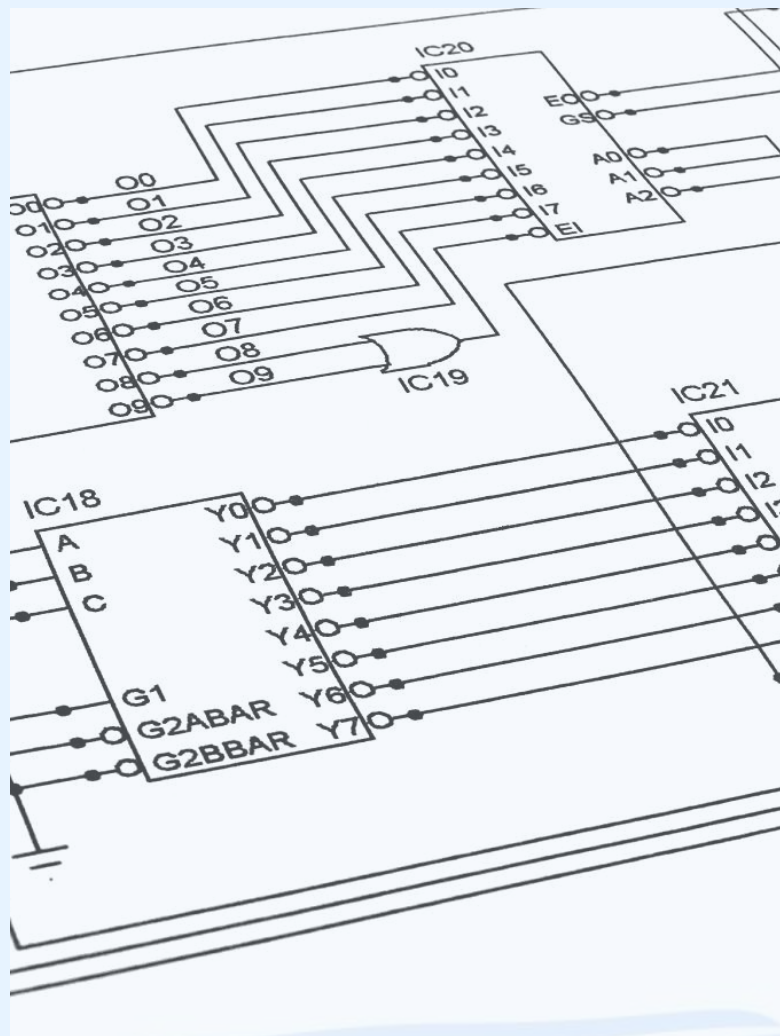 IC20
I0
I1
I2
I3
I4
I5
I6
I7
EI
EO
GS
A0
A1
A2
O0
O1
O2
O3
O4
O5
O6
O7
O8
O9
O0
O1
O2
O3
O4
O5
O6
O7
O8
O9
IC19
IC21
I0
I1
I2
IC18
A
B
C
G1
G2ABAR
G2BBAR
Y0
Y1
Y2
Y3
Y4
Y5
Y6
Y7